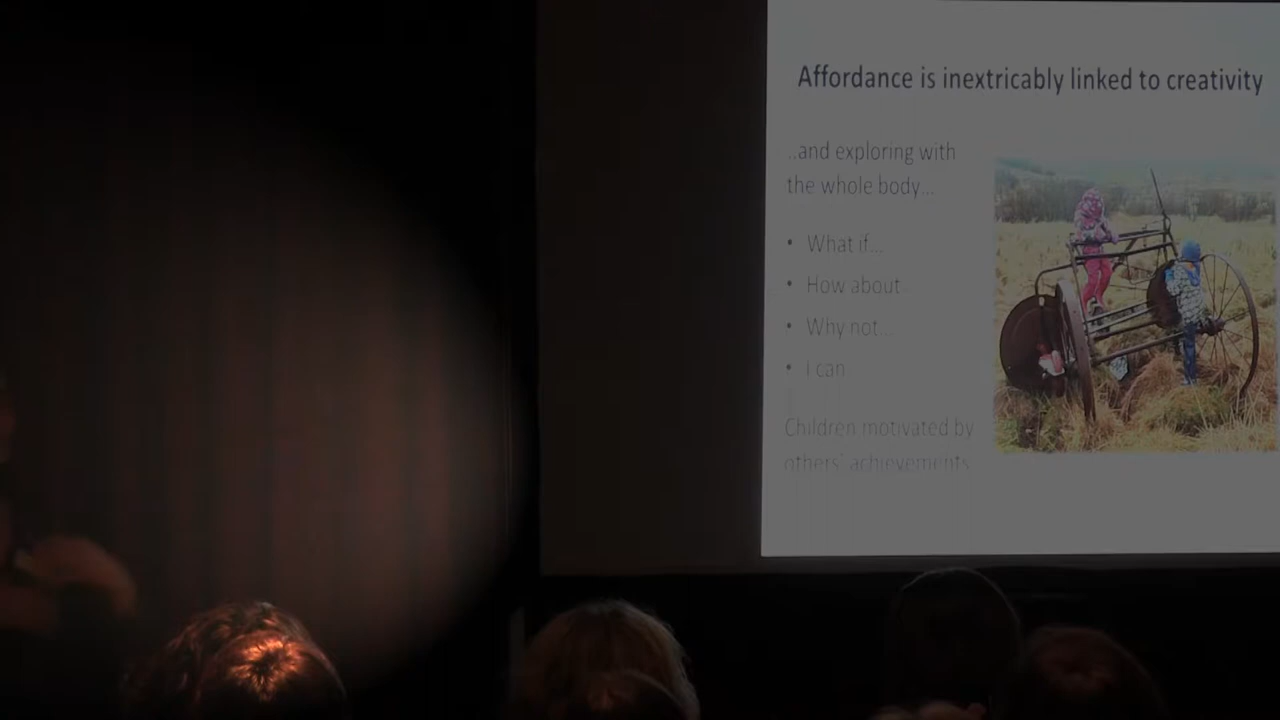 Affordance is inextricably linked to creativity
..and exploring with
the whole body...
• What if...
• How about
• Why not...
• I can
Children motivated by
others' achievements